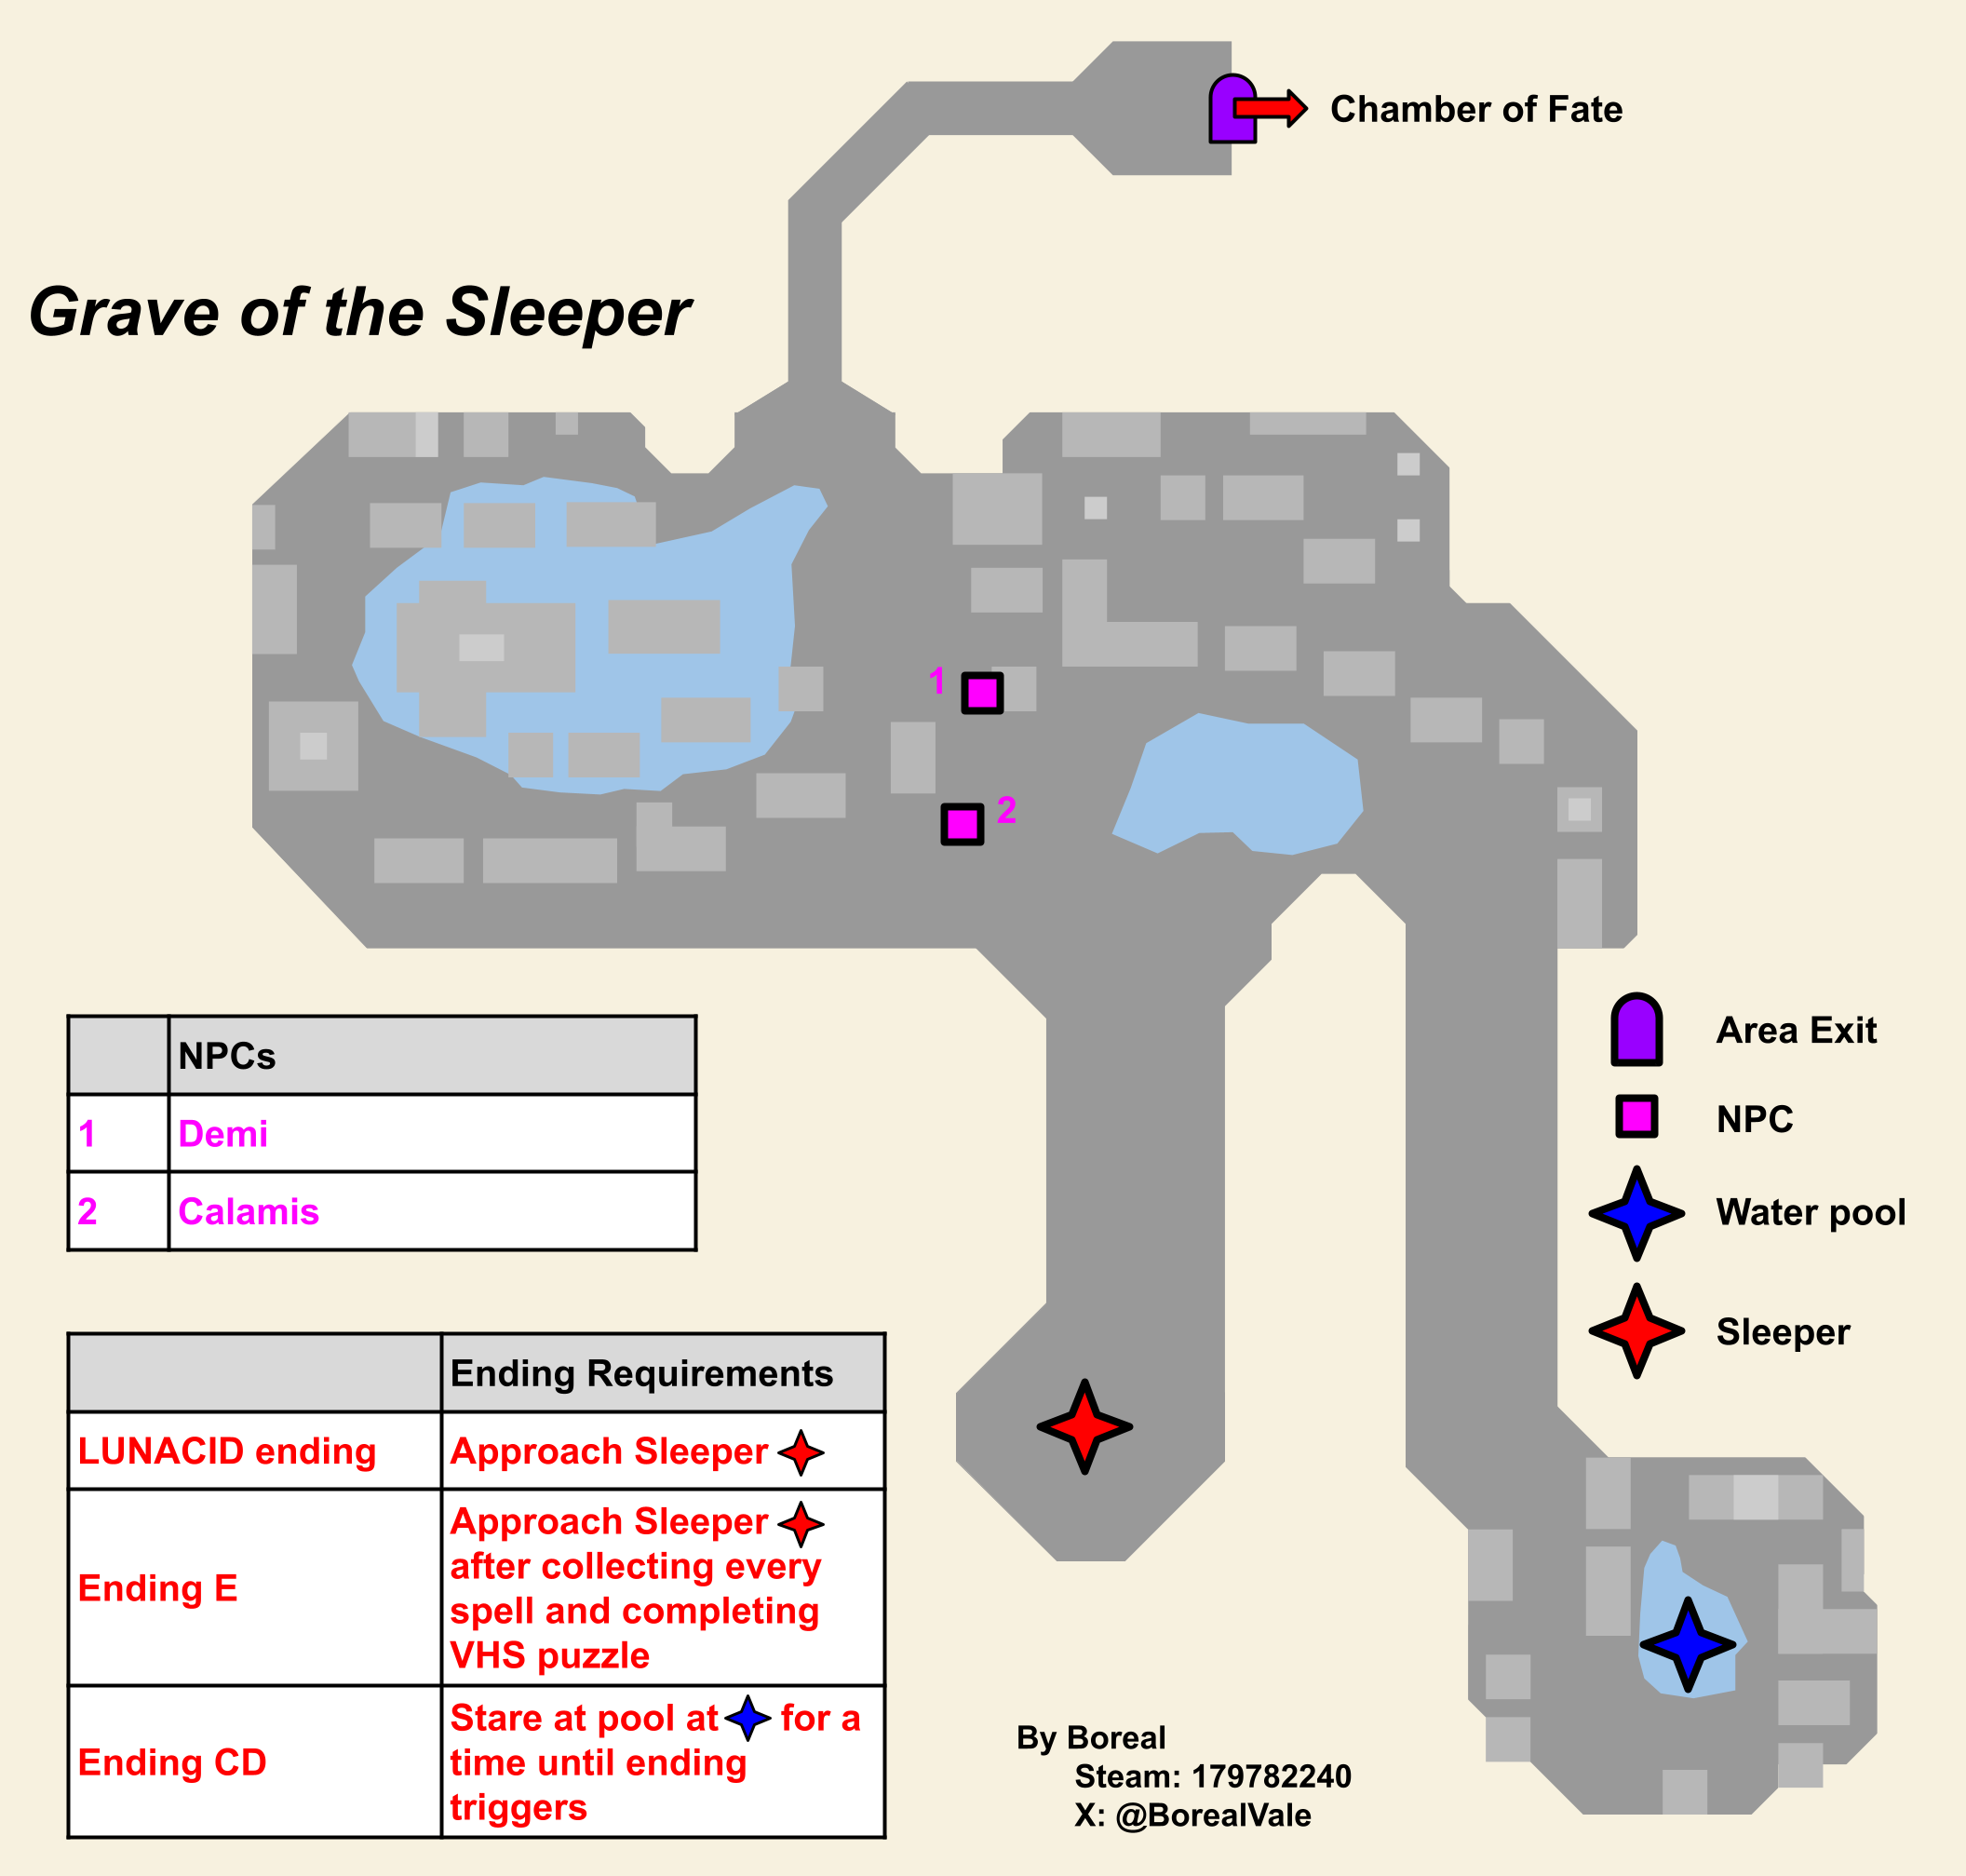 Chamber of Fate
Grave of the Sleeper
1
2
NPCs
1 Demi
2 Calamis
Area Exit
NPC
Water pool
Sleeper
Ending Requirements
LUNACID ending
Approach Sleeper
Ending E
Approach Sleeper
after collecting every
spell and completing
VHS puzzle
Ending CD
Stare at pool at for a
time until ending
triggers
By Boreal
Steam: 179782240
X: @BorealVale